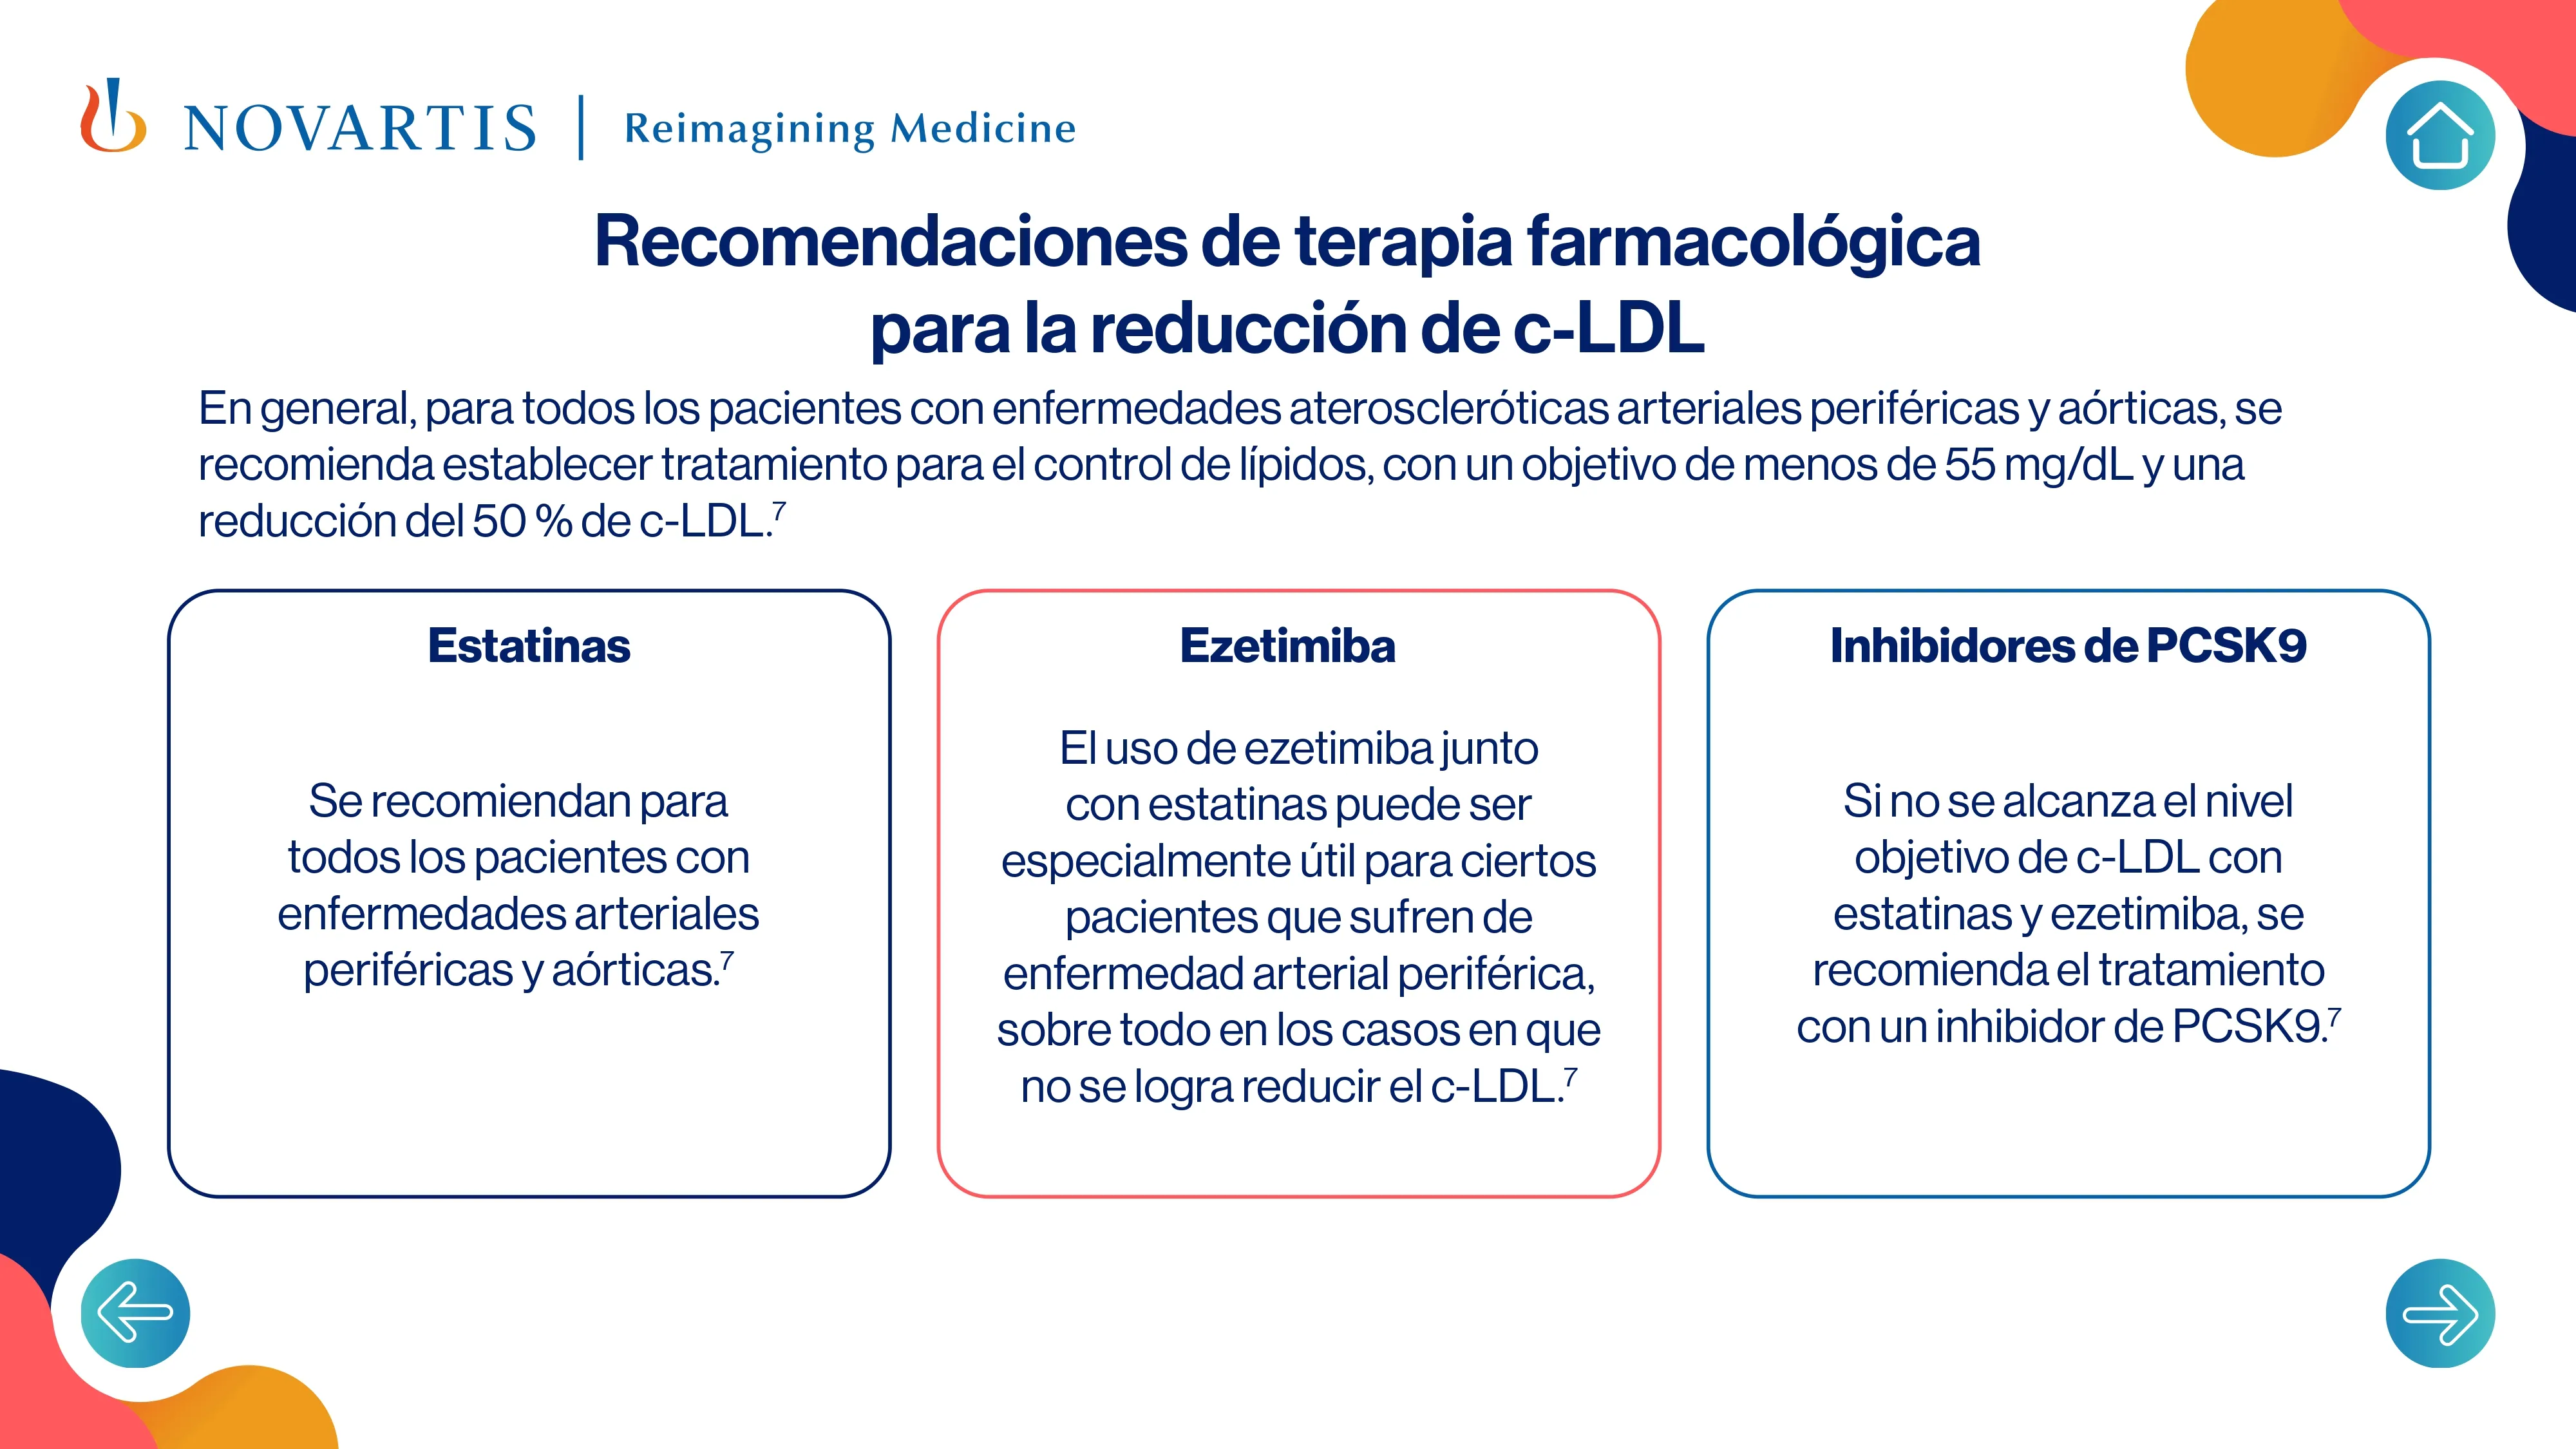 NOVARTIS | Reimagining Medicine
Recomendaciones de terapia farmacológica
para la reducción de c-LDL
En general, para todos los pacientes con enfermedades ateroscleróticas arteriales periféricas y aórticas, se
recomienda establecer tratamiento para el control de lípidos, con un objetivo de menos de 55 mg/dL y una
reducción del 50 % de c-LDL.⁷
Estatinas
Se recomiendan para
todos los pacientes con
enfermedades arteriales
periféricas y aórticas.⁷
Ezetimiba
El uso de ezetimiba junto
con estatinas puede ser
especialmente útil para ciertos
pacientes que sufren de
enfermedad arterial periférica,
sobre todo en los casos en que
no se logra reducir el c-LDL.⁷
Inhibidores de PCSK9
Si no se alcanza el nivel
objetivo de c-LDL con
estatinas y ezetimiba, se
recomienda el tratamiento
con un inhibidor de PCSK9.⁷